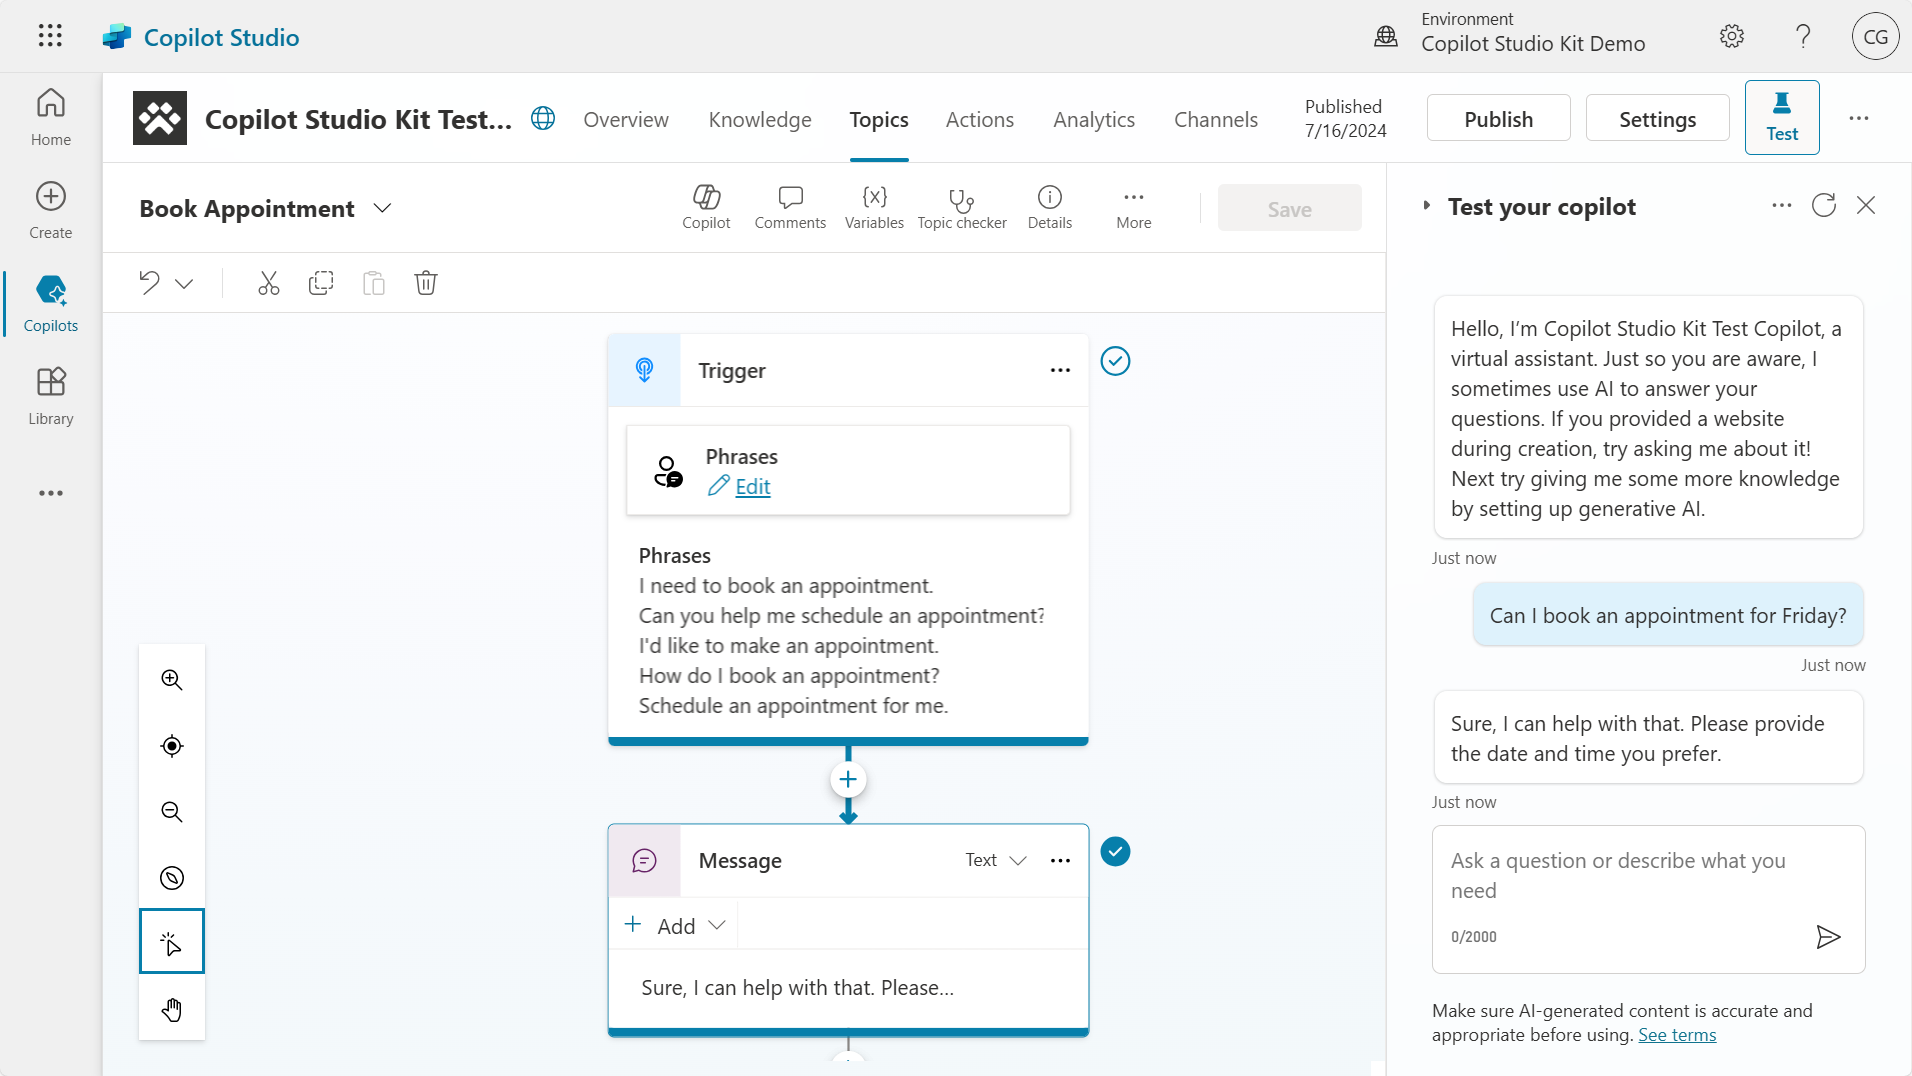 Copilot Studio
Environment
Copilot Studio Kit Demo
CG
Home
Create
Copilots
Library
Copilot Studio Kit Test...
Overview
Knowledge
Topics
Actions
Analytics
Channels
Published
7/16/2024
Publish
Settings
Test
Book Appointment
Copilot
Comments
Variables
Topic checker
Details
More
Save
Trigger
Phrases
Edit
Phrases
I need to book an appointment.
Can you help me schedule an appointment?
I'd like to make an appointment.
How do I book an appointment?
Schedule an appointment for me.
Message
Text
Add
Sure, I can help with that. Please...
Test your copilot
Hello, I’m Copilot Studio Kit Test Copilot, a
virtual assistant. Just so you are aware, I
sometimes use AI to answer your
questions. If you provided a website
during creation, try asking me about it!
Next try giving me some more knowledge
by setting up generative AI.
Just now
Can I book an appointment for Friday?
Just now
Sure, I can help with that. Please provide
the date and time you prefer.
Just now
Ask a question or describe what you
need
0/2000
Make sure AI-generated content is accurate and
appropriate before using. See terms